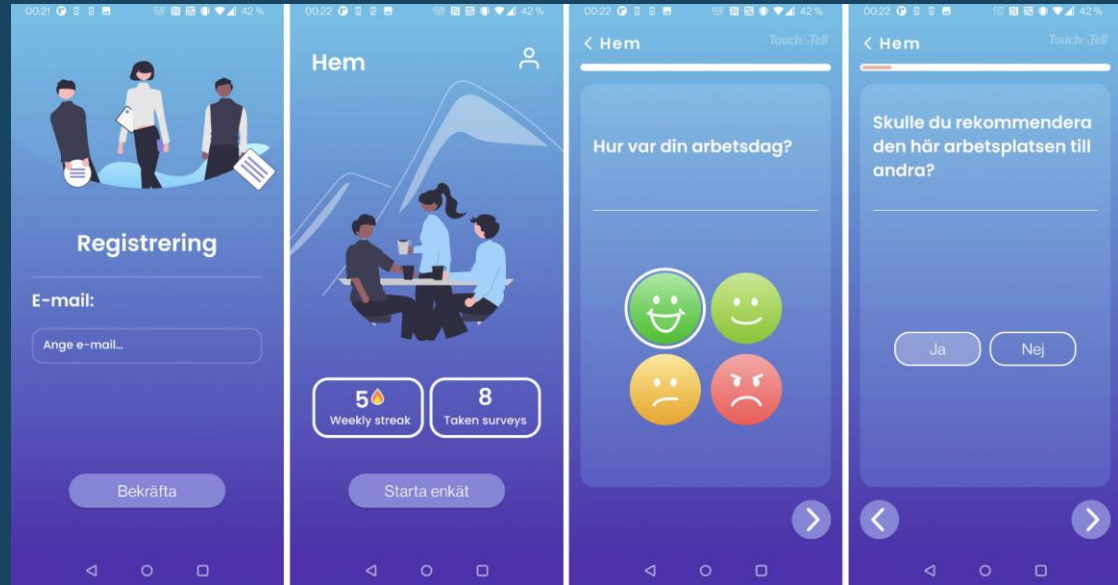 00:21
42%
Registrering
E-mail:
Ange e-mail...
Bekräfta
00:22
42%
Hem
5
Weekly streak
8
Taken surveys
Starta enkät
00:22
42%
< Hem
Touch&Tell
Hur var din arbetsdag?
00:22
42%
< Hem
Touch&Tell
Skulle du rekommendera
den här arbetsplatsen till
andra?
Ja
Nej